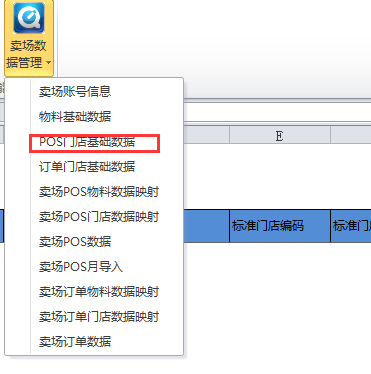 卖场数
据管理
卖场账号信息
物料基础数据
POS门店基础数据
E
订单门店基础数据
卖场POS物料数据映射
卖场POS门店数据映射
标准门店编码
标准门店
卖场POS数据
卖场POS月导入
卖场订单物料数据映射
卖场订单门店数据映射
卖场订单数据